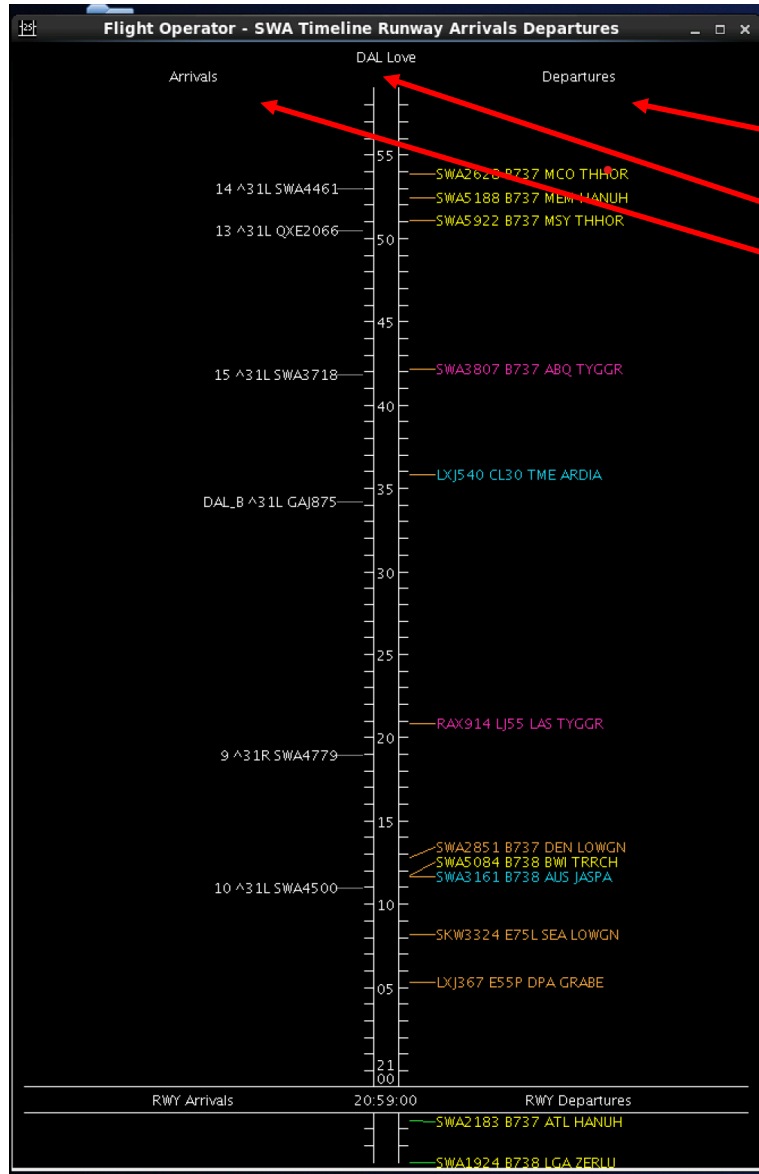 Flight Operator - SWA Timeline Runway Arrivals Departures
DAL Love
Arrivals Departures
55
SWA2628 B737 MCO THHOR
14 ^31L SWA4461
SWA5188 B737 MEM HANUH
SWA5922 B737 MSY THHOR
13 ^31L QXE2066
50
45
SWA3807 B737 ABQ TYGGR
15 ^31L SWA3718
40
LXJ540 CL30 TME ARDIA
35
DAL_B ^31L GAJ875
30
25
RAX914 LJ55 LAS TYGGR
20
9 ^31R SWA4779
15
SWA2851 B737 DEN LOWGN
SWA5084 B738 BWI TRRCH
SWA3161 B738 AUS JASPA
10 ^31L SWA4500
10
SKW3324 E75L SEA LOWGN
LXJ367 E55P DPA GRABE
05
21
00
RWY Arrivals 20:59:00 RWY Departures
SWA2183 B737 ATL HANUH
SWA1924 B738 LGA ZERLU